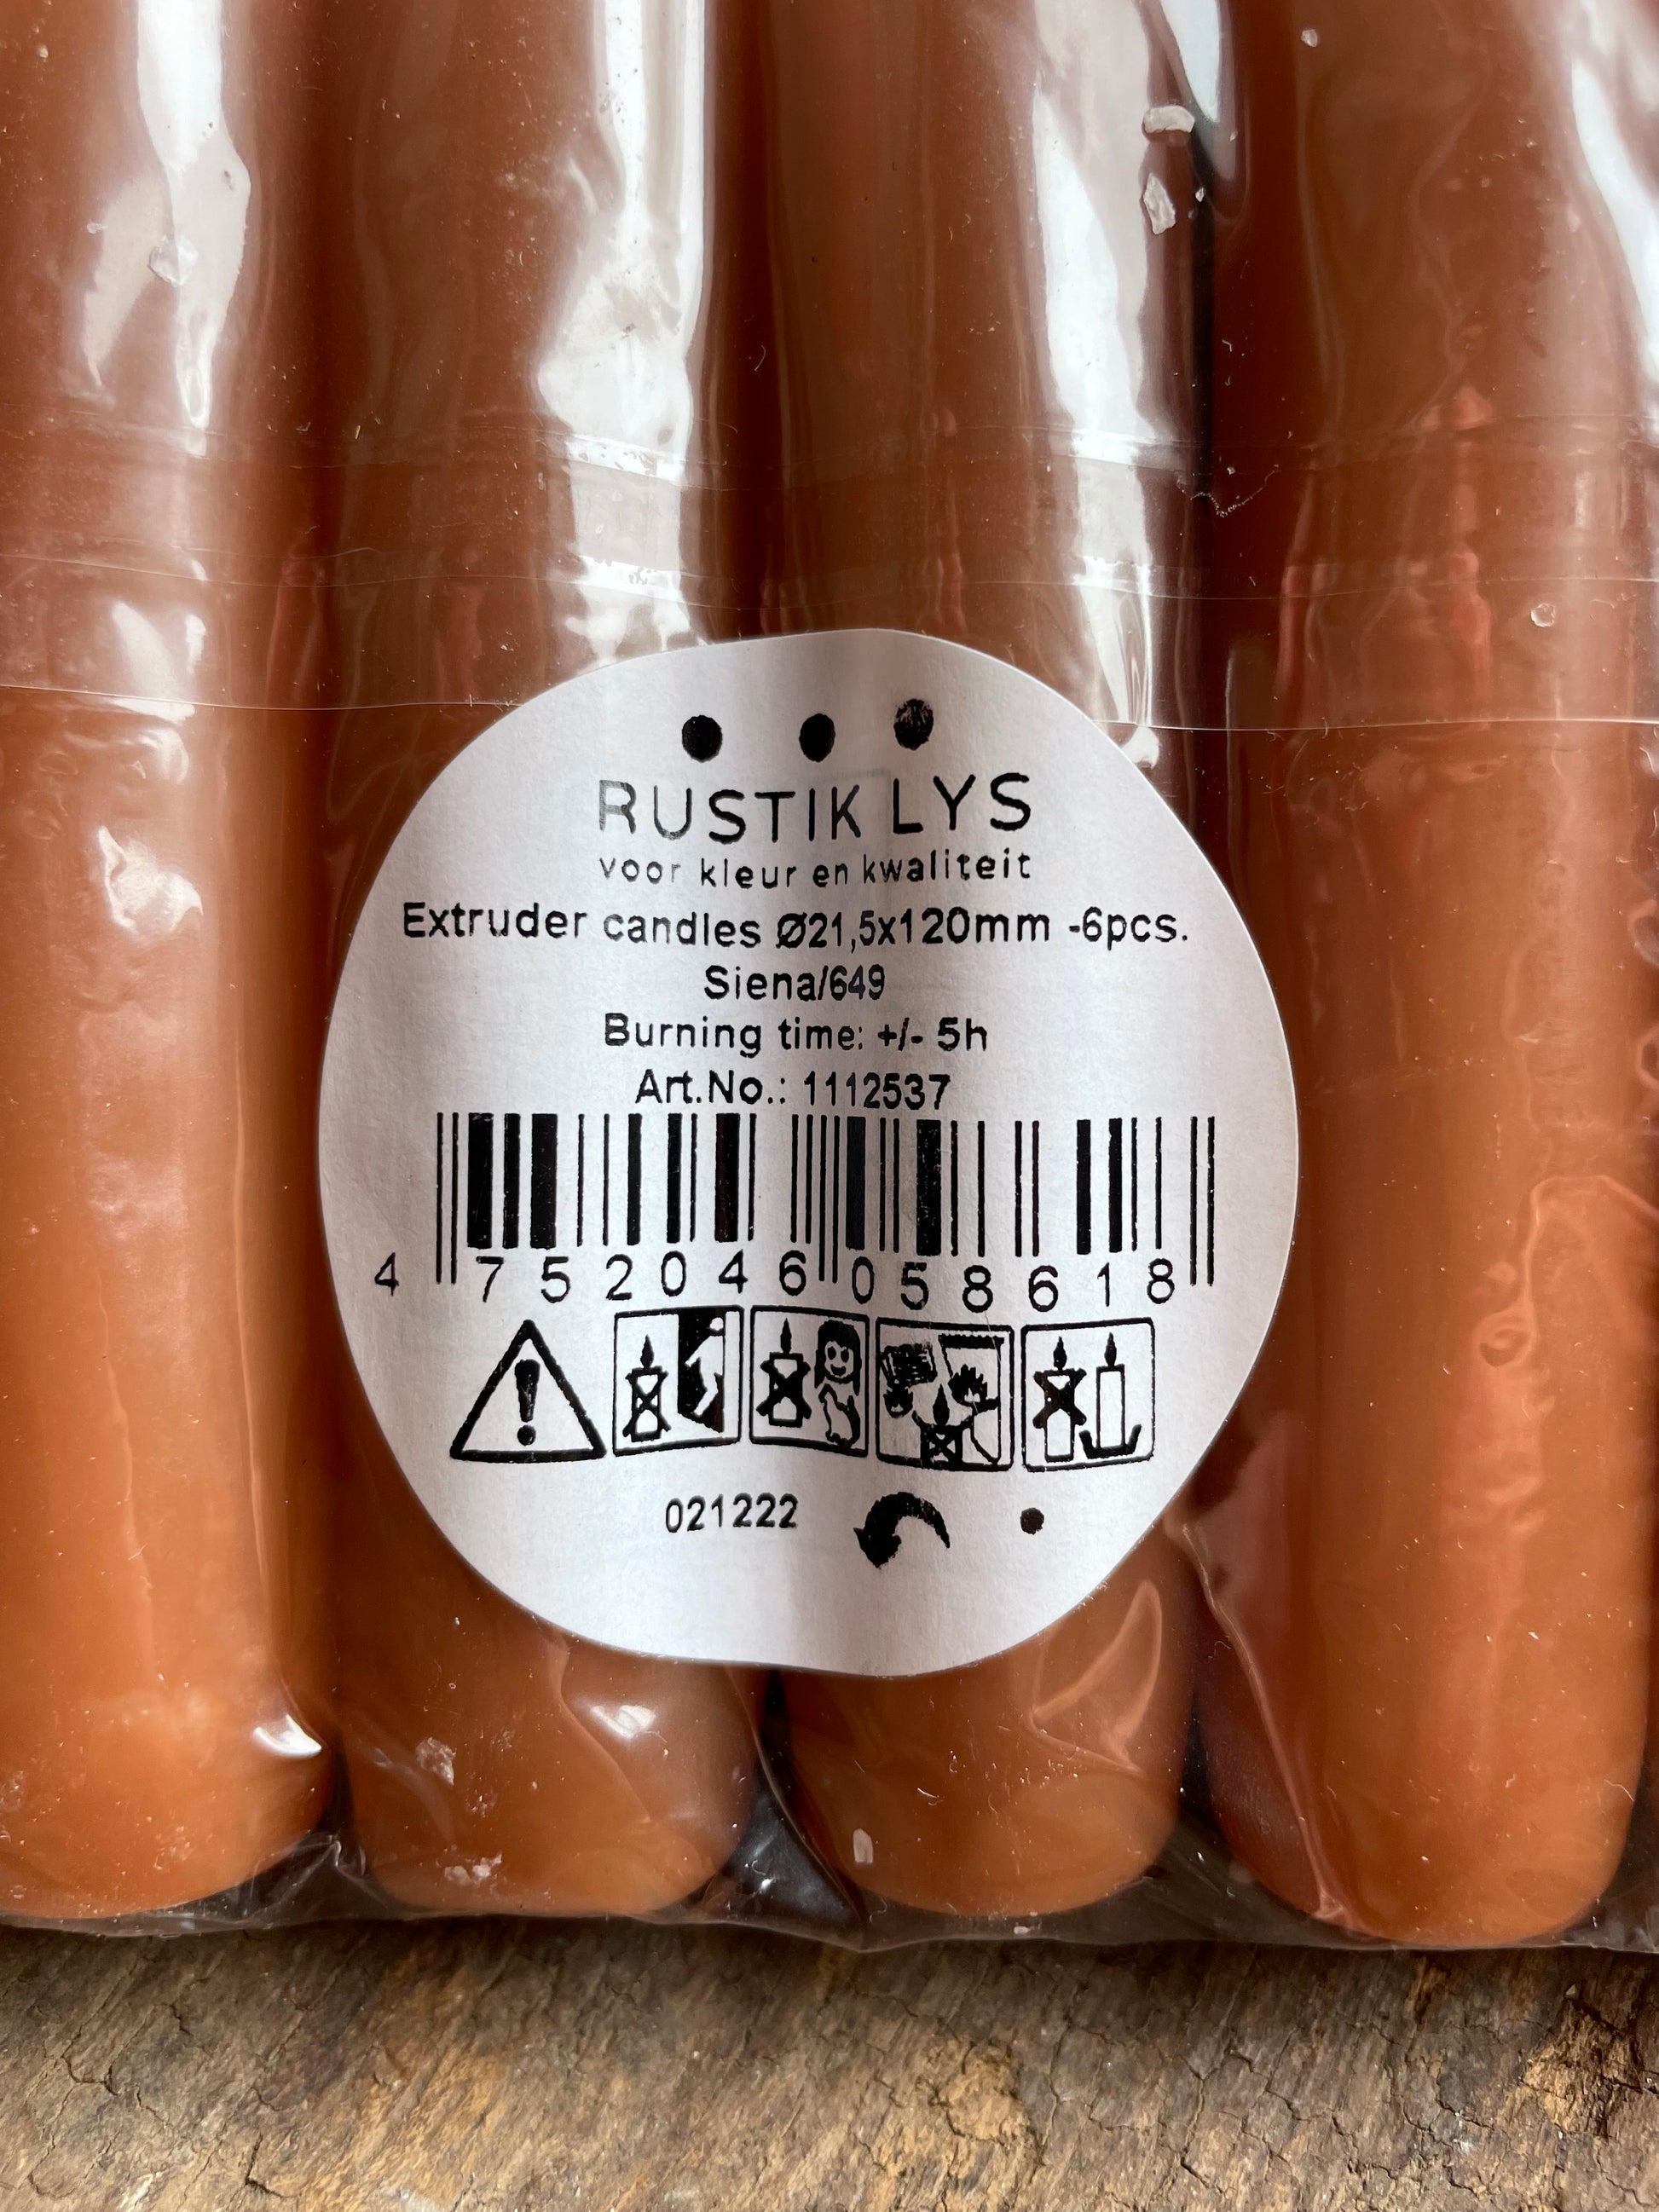 RUSTIK LYS
voor kleur en kwaliteit
Extruder candles Ø21,5x120mm -6pcs.
Siena/649
Burning time: +/- 5h
Art.No.: 1112537
4 752046 058618
021222